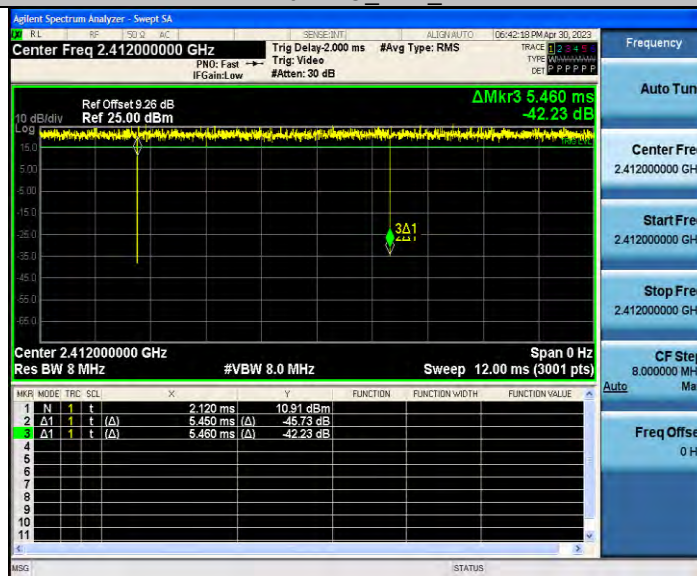 Agilent Spectrum Analyzer - Swept SA
RL RF 50 Ω AC SENSE:INT ALIGN AUTO 06:42:18 PM Apr 30, 2023
Center Freq 2.412000000 GHz
PNO: Fast
IFGain:Low
Trig Delay-2.000 ms
Trig: Video
#Atten: 30 dB
#Avg Type: RMS
TRACE 1 2 3 4 5 6
TYPE W
DET P P P P P P
Frequency
Auto Tun
Center Fre
2.412000000 GH
Start Fre
2.412000000 GH
Stop Fre
2.412000000 GH
CF Step
8.000000 MH
Auto Ma
Freq Offse
0 H
ΔMkr3 5.460 ms
-42.23 dB
Ref Offset 9.26 dB
10 dB/div Ref 25.00 dBm
Log
15.0
5.00
-5.00
-15.0
-25.0
-35.0
-45.0
-55.0
-65.0
TRIG LVL
3Δ1
2Δ1
Center 2.412000000 GHz Span 0 Hz
Res BW 8 MHz #VBW 8.0 MHz Sweep 12.00 ms (3001 pts)
MKR MODE TRC SCL X Y FUNCTION FUNCTION WIDTH FUNCTION VALUE
1 N 1 t 2.120 ms 10.91 dBm
2 Δ1 1 t (Δ) 5.450 ms (Δ) -45.73 dB
3 Δ1 1 t (Δ) 5.460 ms (Δ) -42.23 dB
4
5
6
7
8
9
10
11
MSG STATUS